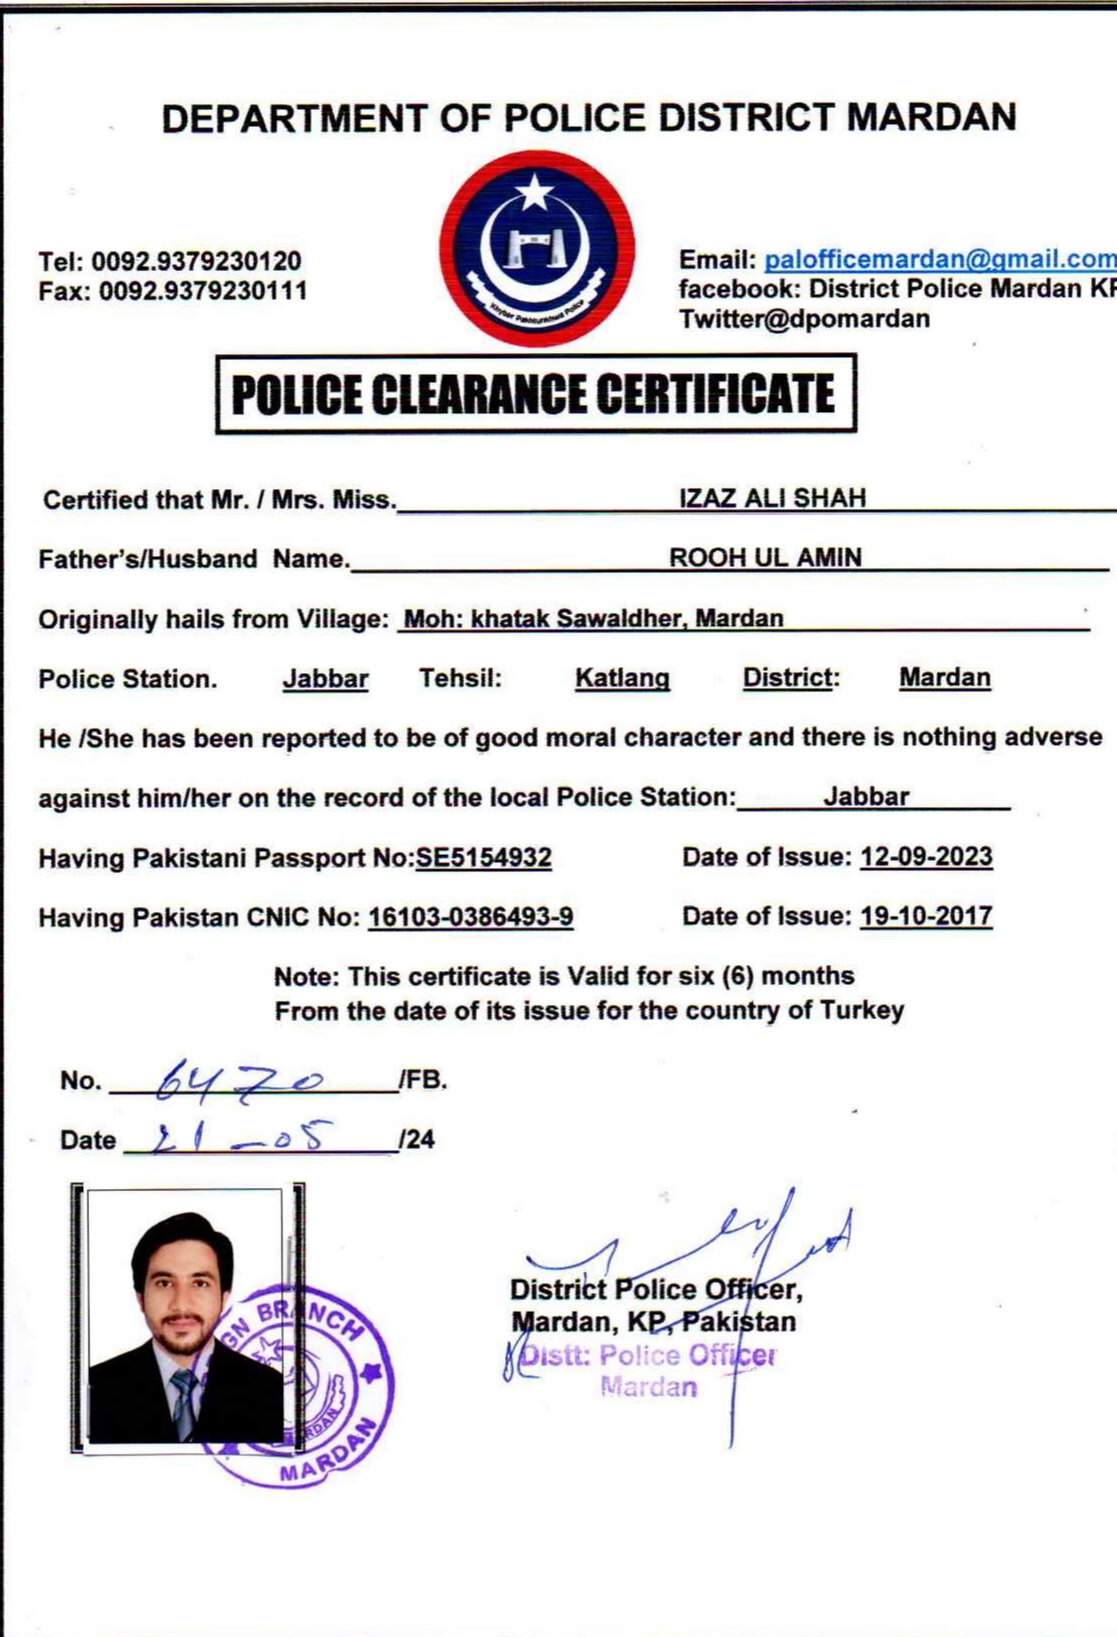 DEPARTMENT OF POLICE DISTRICT MARDAN
Khyber Pakhtunkhwa Police
Tel: 0092.9379230120
Fax: 0092.9379230111
Email: palofficemardan@gmail.com
facebook: District Police Mardan KP
Twitter@dpomardan
POLICE CLEARANCE CERTIFICATE
Certified that Mr. / Mrs. Miss. IZAZ ALI SHAH
Father's/Husband Name. ROOH UL AMIN
Originally hails from Village: Moh: khatak Sawaldher, Mardan
Police Station. Jabbar Tehsil: Katlang District: Mardan
He /She has been reported to be of good moral character and there is nothing adverse
against him/her on the record of the local Police Station: Jabbar
Having Pakistani Passport No:SE5154932 Date of Issue: 12-09-2023
Having Pakistan CNIC No: 16103-0386493-9 Date of Issue: 19-10-2017
Note: This certificate is Valid for six (6) months
From the date of its issue for the country of Turkey
No. 6470 /FB.
Date 21-05 /24
BRANCH
MARDAN
MARDAN
District Police Officer,
Mardan, KP, Pakistan
Distt: Police Officer
Mardan